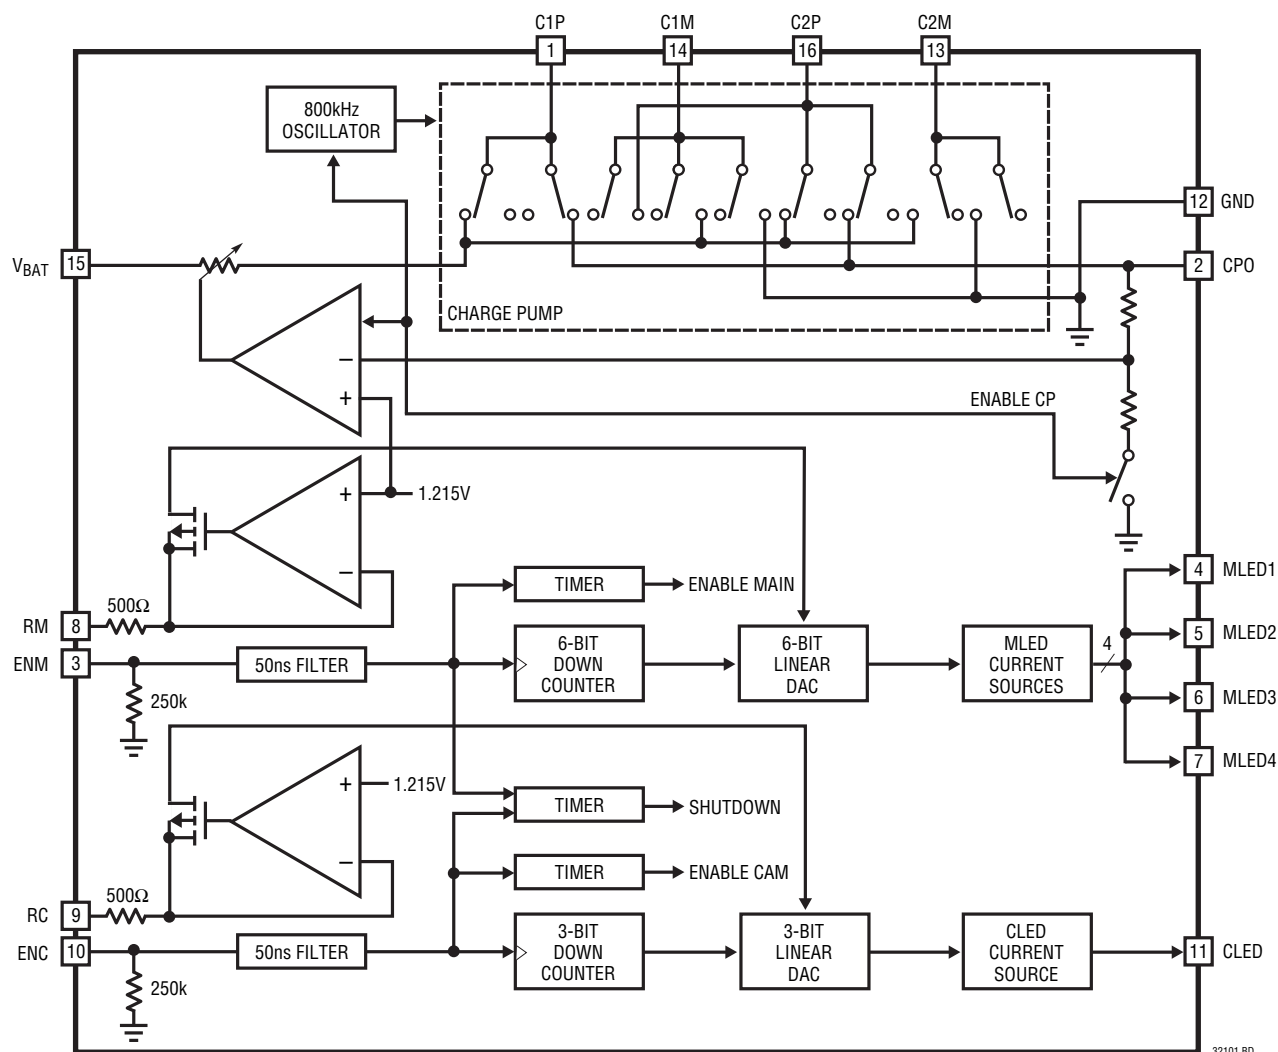 C1P
C1M
C2P
C2M
1
14
16
13
800kHz
OSCILLATOR
12
GND
VBAT
15
2
CPO
CHARGE PUMP
–
+
ENABLE CP
+
1.215V
–
500Ω
RM
8
TIMER
ENABLE MAIN
4
MLED1
ENM
3
50ns FILTER
6-BIT
DOWN
COUNTER
6-BIT
LINEAR
DAC
MLED
CURRENT
SOURCES
4
5
MLED2
250k
6
MLED3
7
MLED4
+
1.215V
–
TIMER
SHUTDOWN
TIMER
ENABLE CAM
500Ω
RC
9
ENC
10
50ns FILTER
3-BIT
DOWN
COUNTER
3-BIT
LINEAR
DAC
CLED
CURRENT
SOURCE
11
CLED
250k
32101 BD